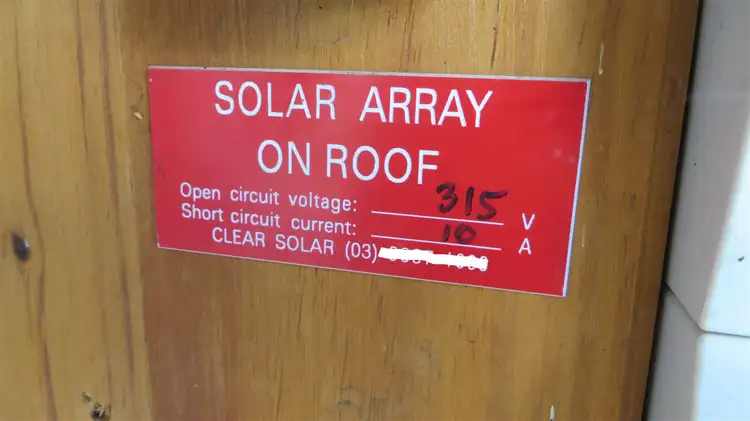 SOLAR ARRAY
ON ROOF
Open circuit voltage: 315 V
Short circuit current: 10 A
CLEAR SOLAR (03)